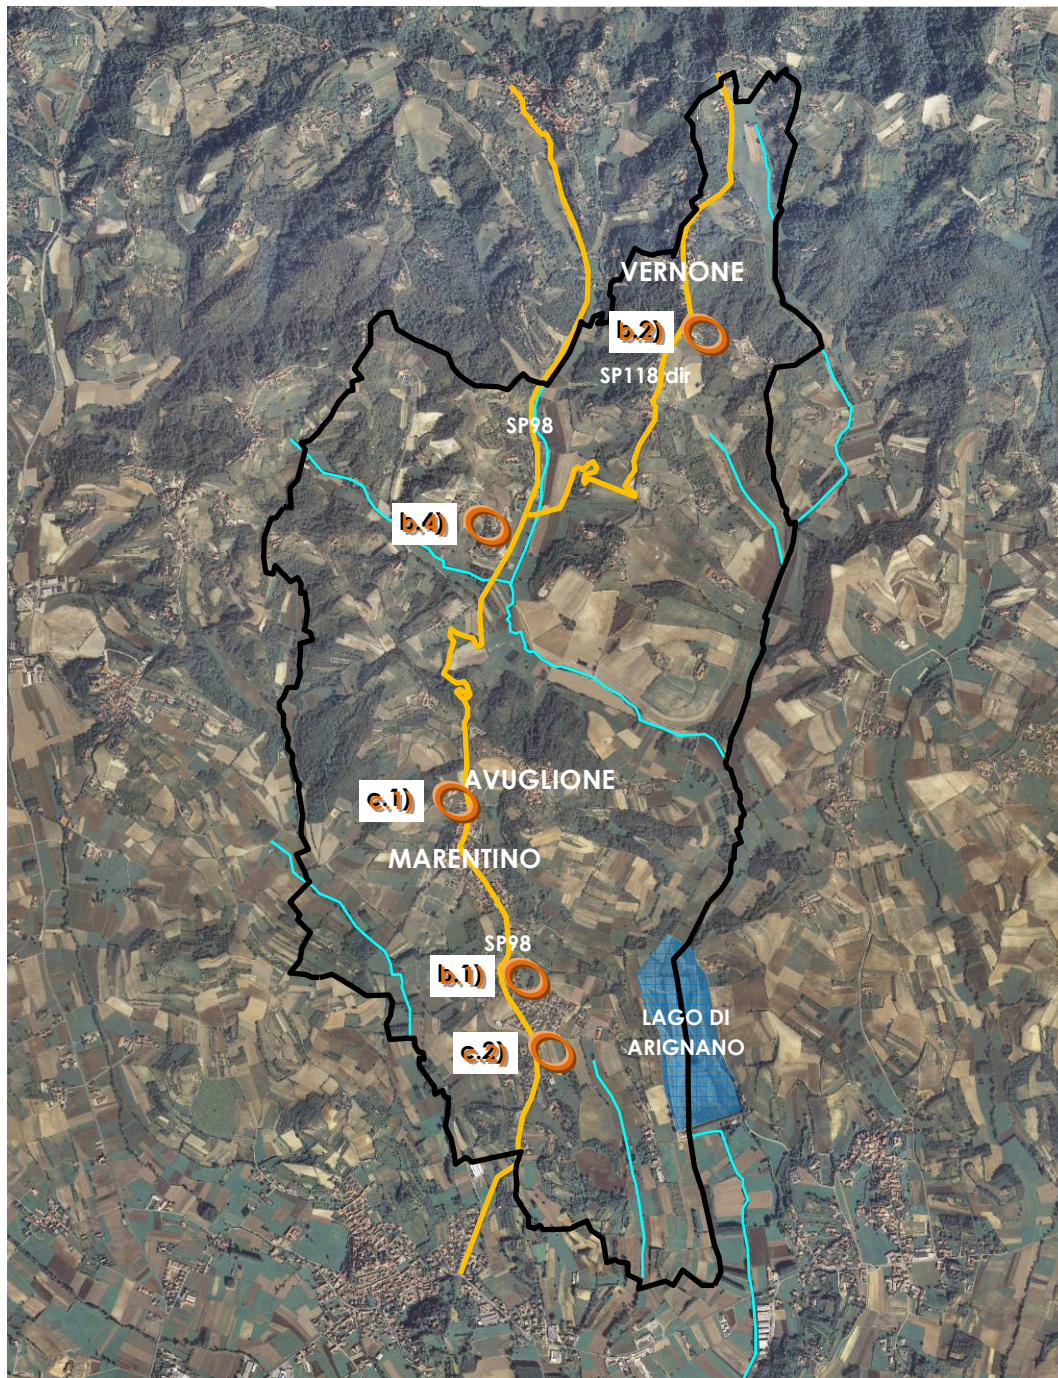 VERNONE
b.2)
SP118 dir
SP98
b.4)
AVUGLIONE
c.1)
MARENTINO
SP98
b.1)
LAGO DI
ARIGNANO
c.2)